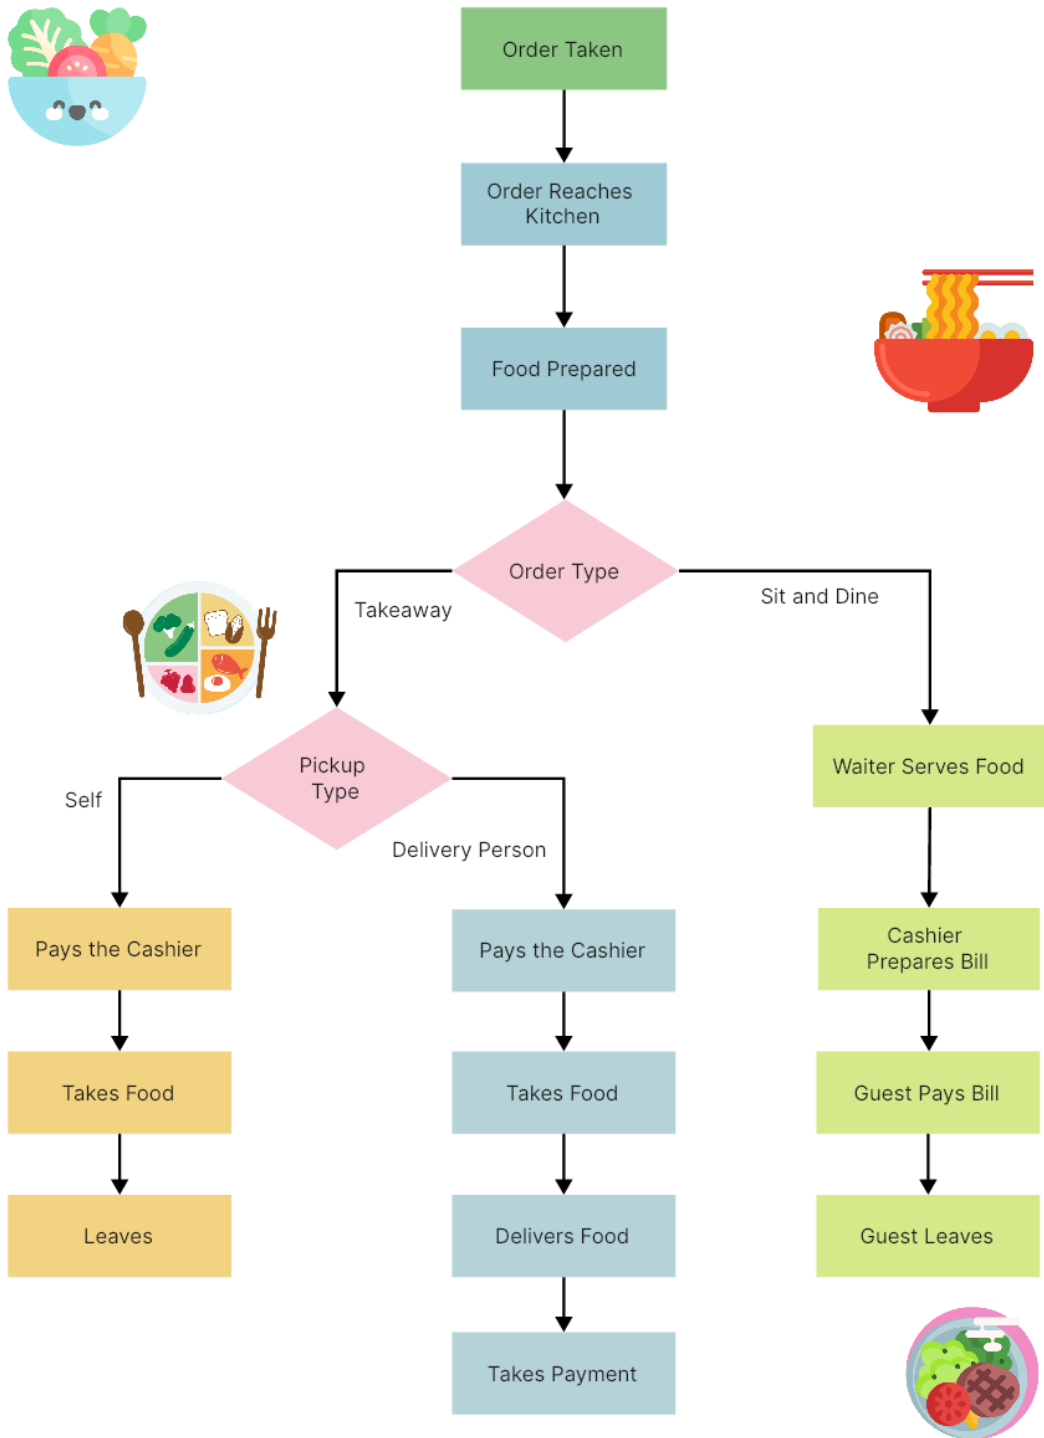 Order Taken
Order Reaches
Kitchen
Food Prepared
Order Type
Takeaway
Sit and Dine
Pickup
Type
Self
Delivery Person
Waiter Serves Food
Pays the Cashier
Pays the Cashier
Cashier
Prepares Bill
Takes Food
Takes Food
Guest Pays Bill
Leaves
Delivers Food
Guest Leaves
Takes Payment